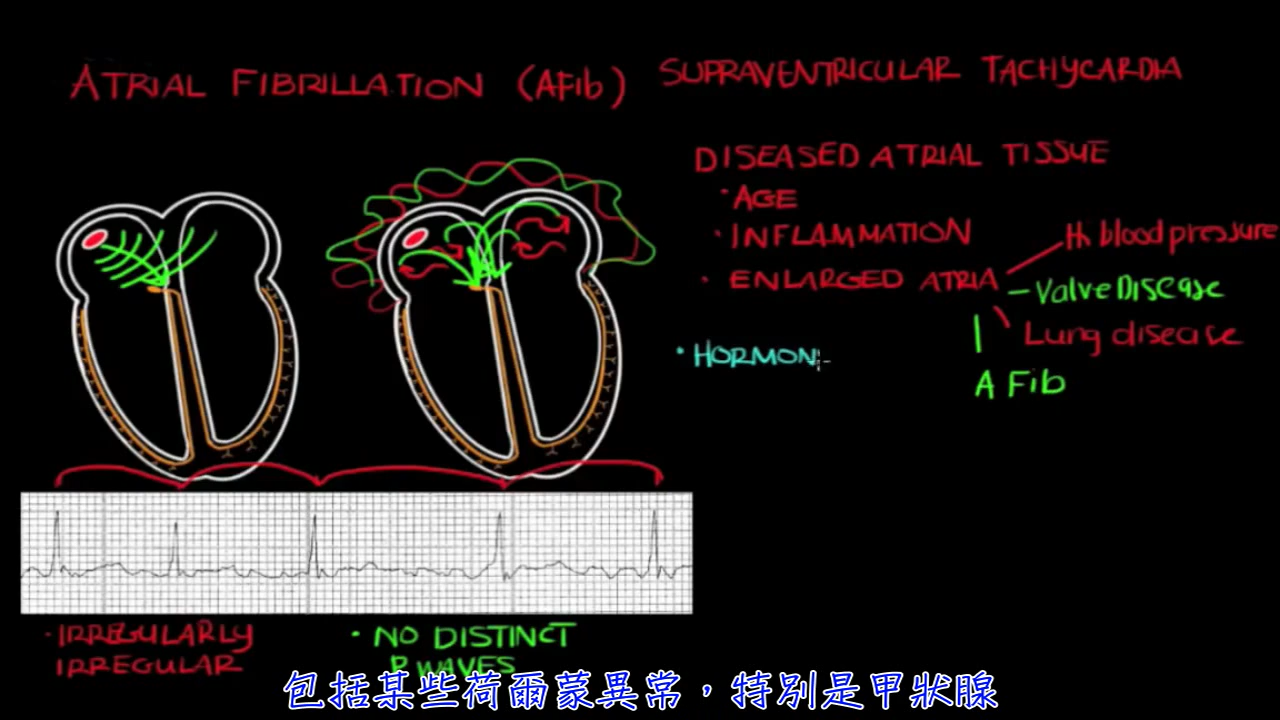 ATRIAL FIBRILLATION (AFib)
SUPRAVENTRICULAR TACHYCARDIA
DISEASED ATRIAL TISSUE
· AGE
· INFLAMMATION
· ENLARGED ATRIA
Hh blood pressure
- Valve Disease
Lung disease
A Fib
· HORMON
· IRREGULARLY
IRREGULAR
· NO DISTINCT
P WAVES
包括某些荷爾蒙異常，特別是甲狀腺